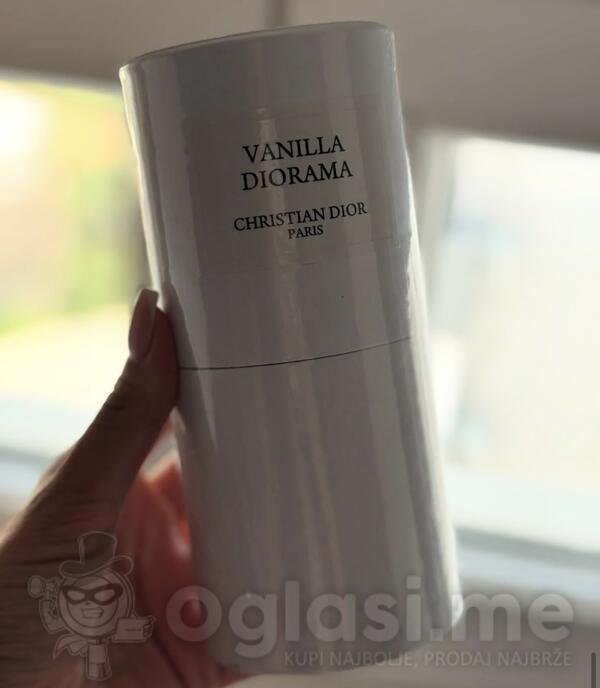 VANILLA
DIORAMA
CHRISTIAN DIOR
PARIS
oglasi.me
KUPI NAJBOLJE, PRODAJ NAJBRŽE